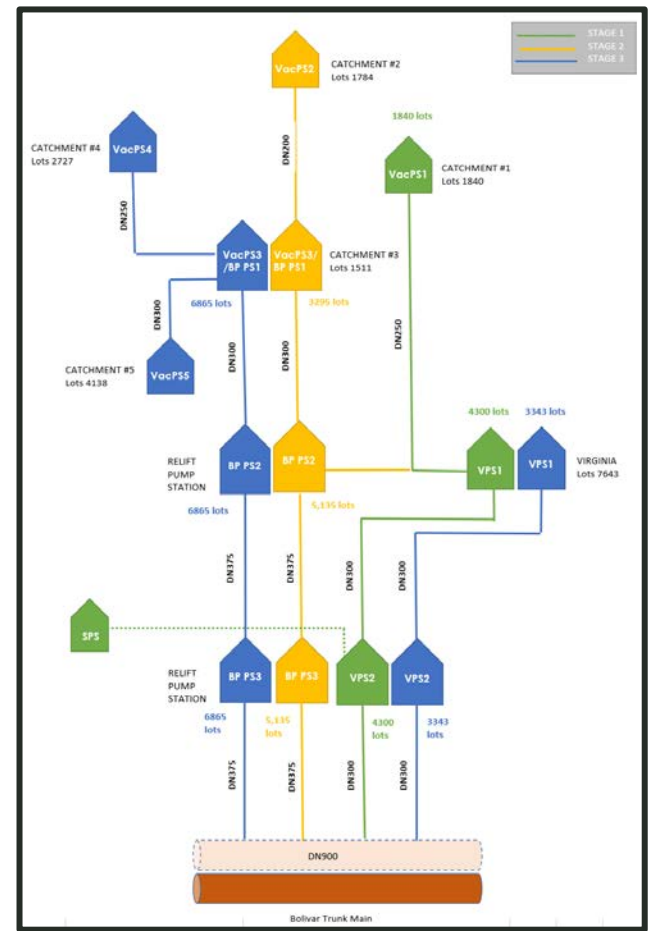 STAGE 1
STAGE 2
STAGE 3
VacPS2
CATCHMENT #2
Lots 1784
CATCHMENT #4
Lots 2727
VacPS4
DN200
1840 lots
VacPS1
CATCHMENT #1
Lots 1840
DN250
VacPS3
/BP PS1
VacPS3/
BP PS1
CATCHMENT #3
Lots 1511
6865 lots
3295 lots
DN300
DN300
DN300
DN250
CATCHMENT #5
Lots 4138
VacPS5
4300 lots
3343 lots
RELIFT
PUMP
STATION
BP PS2
BP PS2
VPS1
VPS1
VIRGINIA
Lots 7643
6865 lots
5,135 lots
DN375
DN375
DN300
DN300
SPS
RELIFT
PUMP
STATION
BP PS3
BP PS3
VPS2
VPS2
6865
lots
5,135
lots
4300
lots
3343
lots
DN375
DN375
DN300
DN300
DN900
Bolivar Trunk Main